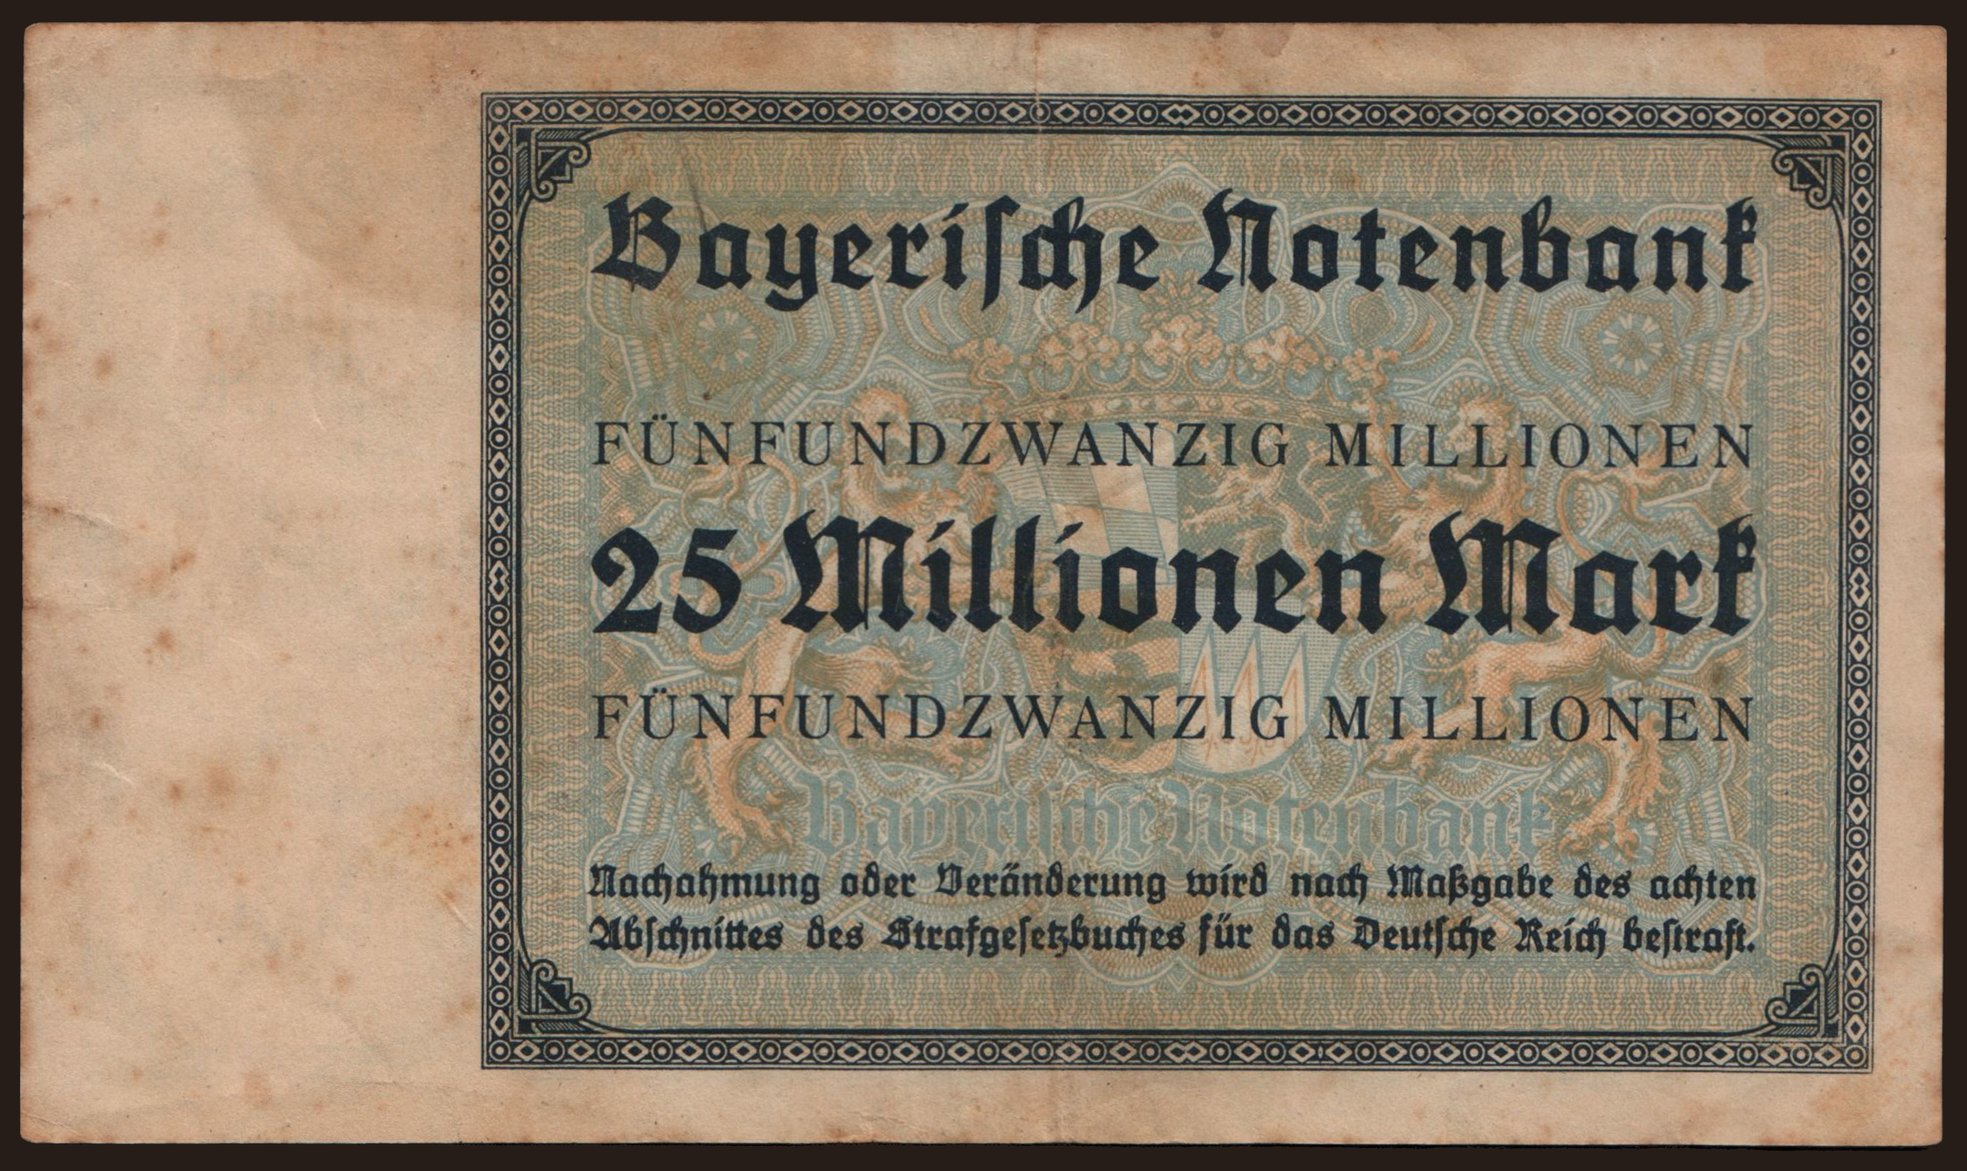 Bayerische Notenbank
FÜNFUNDZWANZIG MILLIONEN
25 Millionen Mark
FÜNFUNDZWANZIG MILLIONEN
Bayerische Notenbank
Nachahmung oder Veränderung wird nach Maßgabe des achten
Abschnittes des Strafgesetzbuches für das Deutsche Reich bestraft.